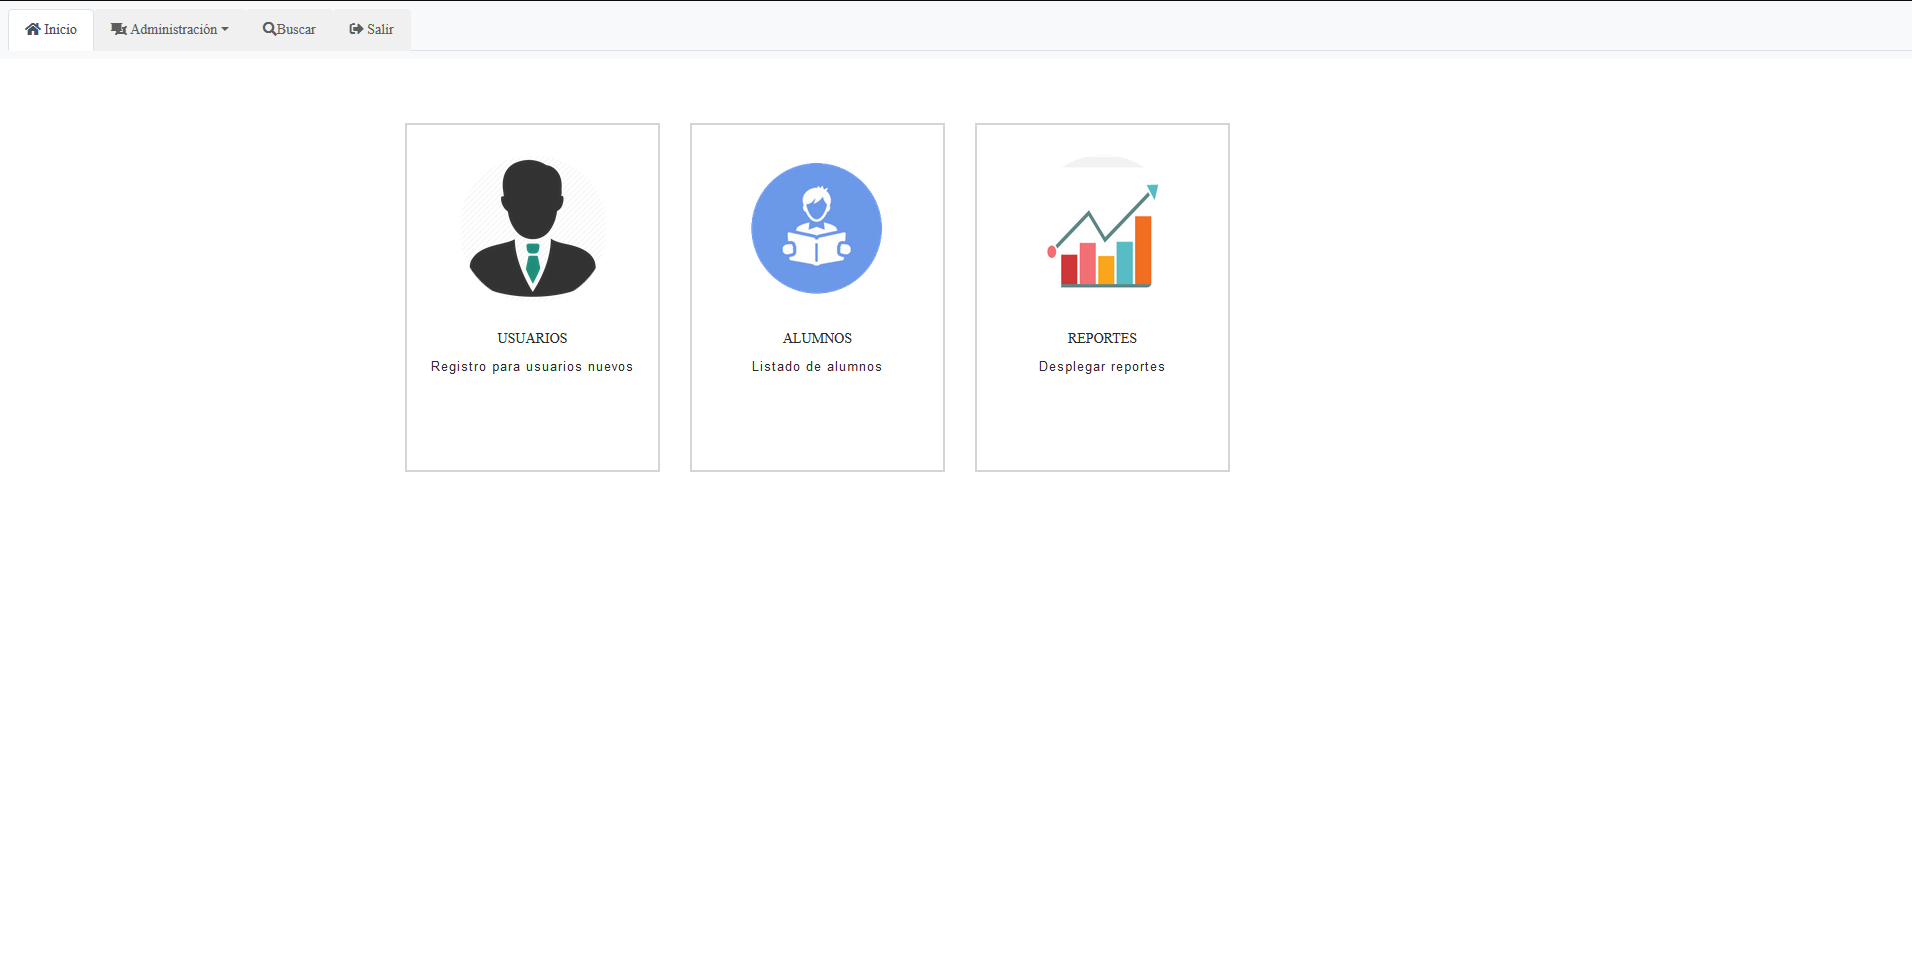 Inicio
Administración
Buscar
Salir
USUARIOS
Registro para usuarios nuevos
ALUMNOS
Listado de alumnos
REPORTES
Desplegar reportes